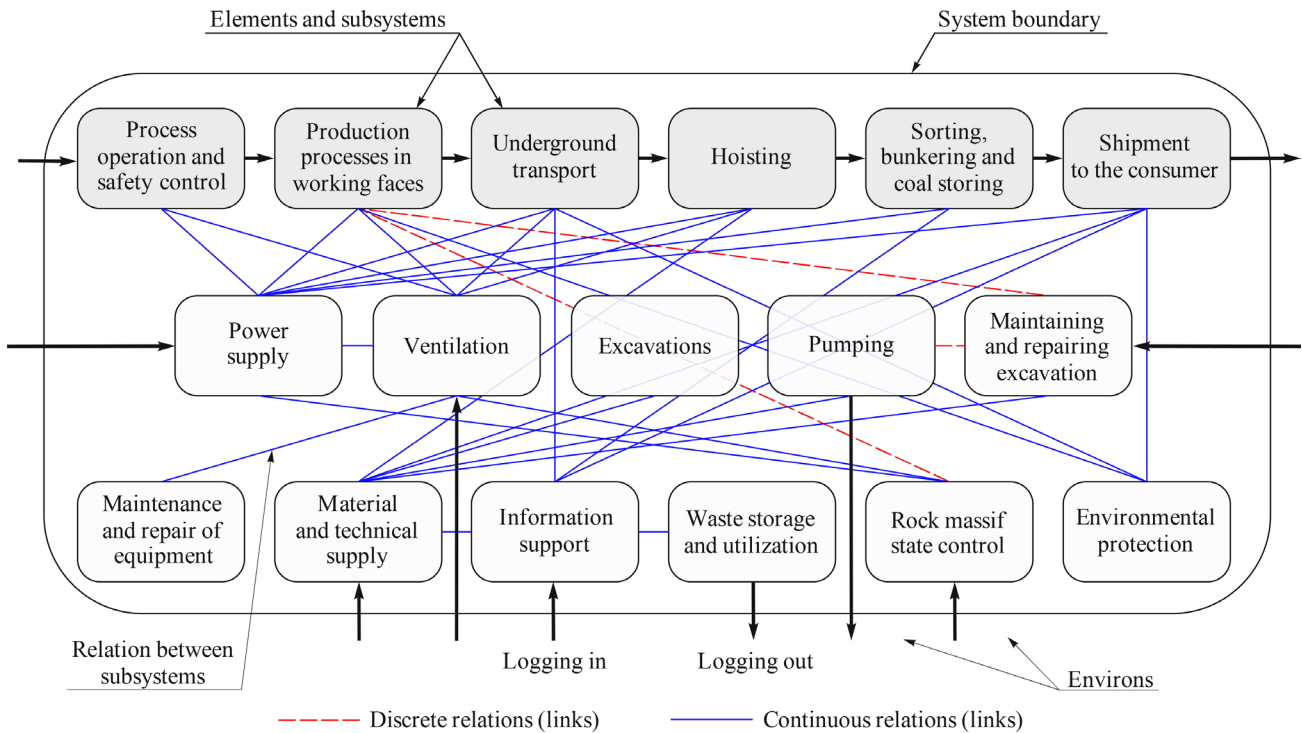 Elements and subsystems
System boundary
Process
operation and
safety control
Production
processes in
working faces
Underground
transport
Hoisting
Sorting,
bunkering and
coal storing
Shipment
to the consumer
Power
supply
Ventilation
Excavations
Pumping
Maintaining
and repairing
excavation
Maintenance
and repair of
equipment
Material
and technical
supply
Information
support
Waste storage
and utilization
Rock massif
state control
Environmental
protection
Relation between
subsystems
Logging in
Logging out
Environs
Discrete relations (links)
Continuous relations (links)